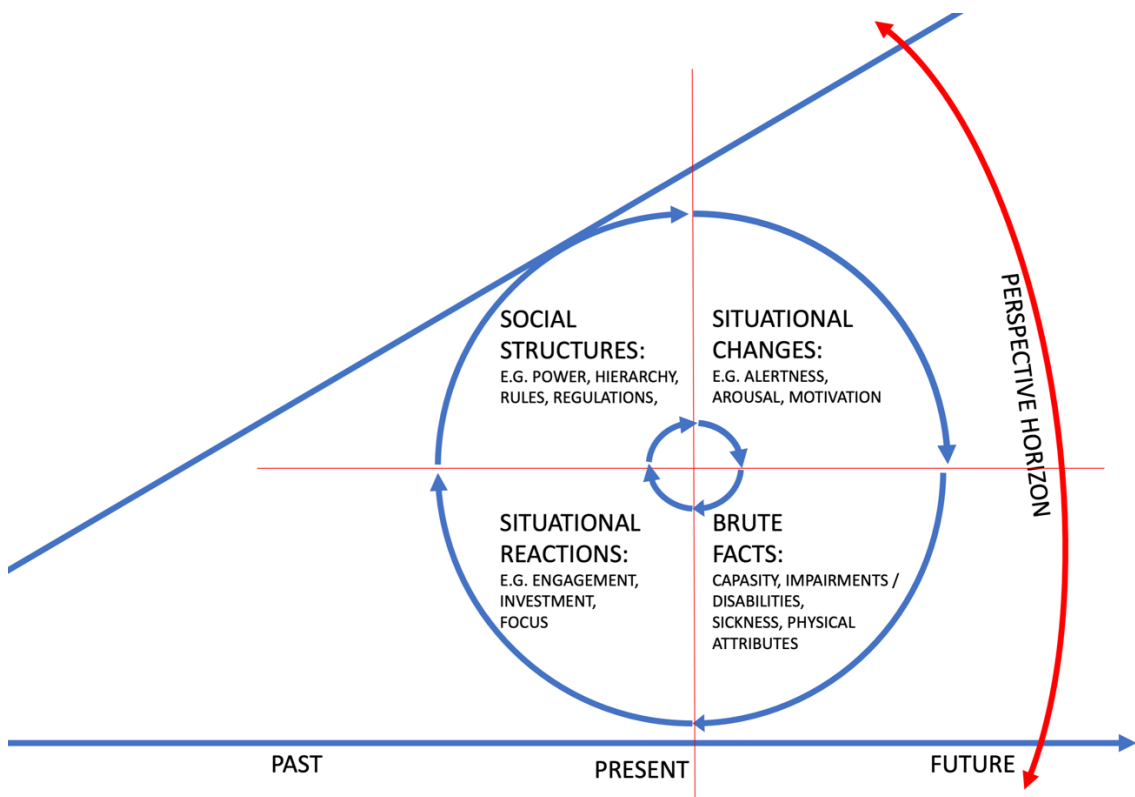 SOCIAL
STRUCTURES:
E.G. POWER, HIERARCHY,
RULES, REGULATIONS,
SITUATIONAL
CHANGES:
E.G. ALERTNESS,
AROUSAL, MOTIVATION
SITUATIONAL
REACTIONS:
E.G. ENGAGEMENT,
INVESTMENT,
FOCUS
BRUTE
FACTS:
CAPASITY, IMPAIRMENTS /
DISABILITIES,
SICKNESS, PHYSICAL
ATTRIBUTES
PERSPECTIVE HORIZON
PAST
PRESENT
FUTURE